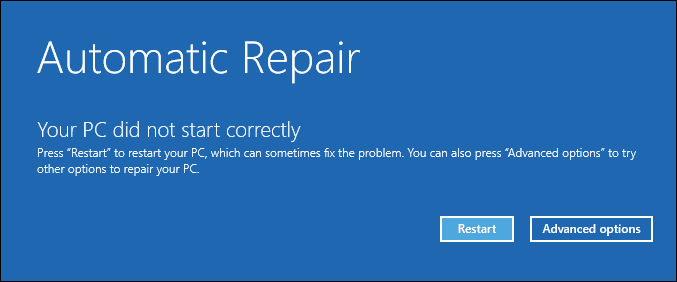 Automatic Repair
Your PC did not start correctly
Press “Restart” to restart your PC, which can sometimes fix the problem. You can also press “Advanced options” to try
other options to repair your PC.
Restart
Advanced options